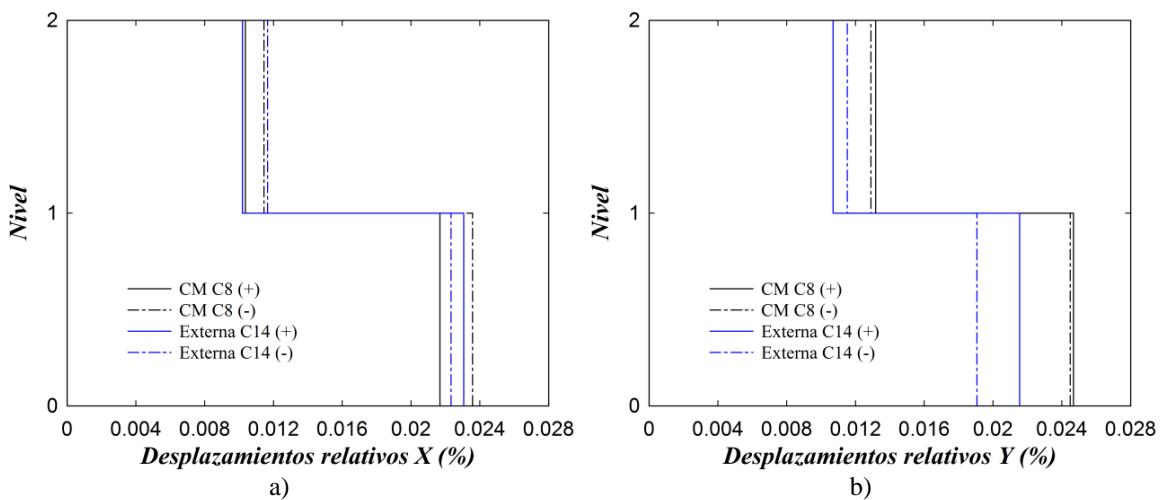 2
Nivel
1
CM C8 (+)
CM C8 (-)
Externa C14 (+)
Externa C14 (-)
0
0 0.004 0.008 0.012 0.016 0.02 0.024 0.028
Desplazamientos relativos X (%)
a)
2
Nivel
1
CM C8 (+)
CM C8 (-)
Externa C14 (+)
Externa C14 (-)
0
0 0.004 0.008 0.012 0.016 0.02 0.024 0.028
Desplazamientos relativos Y (%)
b)